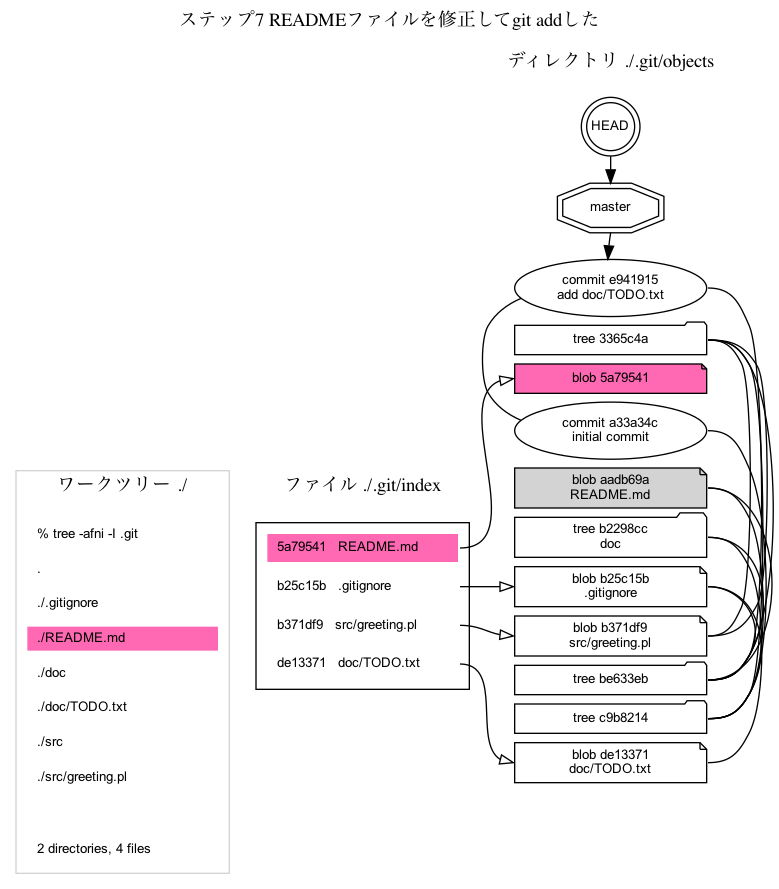 ステップ7 READMEファイルを修正してgit addした
ディレクトリ ./.git/objects
HEAD
master
commit e941915
add doc/TODO.txt
tree 3365c4a
blob 5a79541
commit a33a34c
initial commit
blob aadb69a
README.md
tree b2298cc
doc
blob b25c15b
.gitignore
blob b371df9
src/greeting.pl
tree be633eb
tree c9b8214
blob de13371
doc/TODO.txt
ファイル ./.git/index
5a79541 README.md
b25c15b .gitignore
b371df9 src/greeting.pl
de13371 doc/TODO.txt
ワークツリー ./
% tree -afni -I .git
.
./.gitignore
./README.md
./doc
./doc/TODO.txt
./src
./src/greeting.pl
2 directories, 4 files